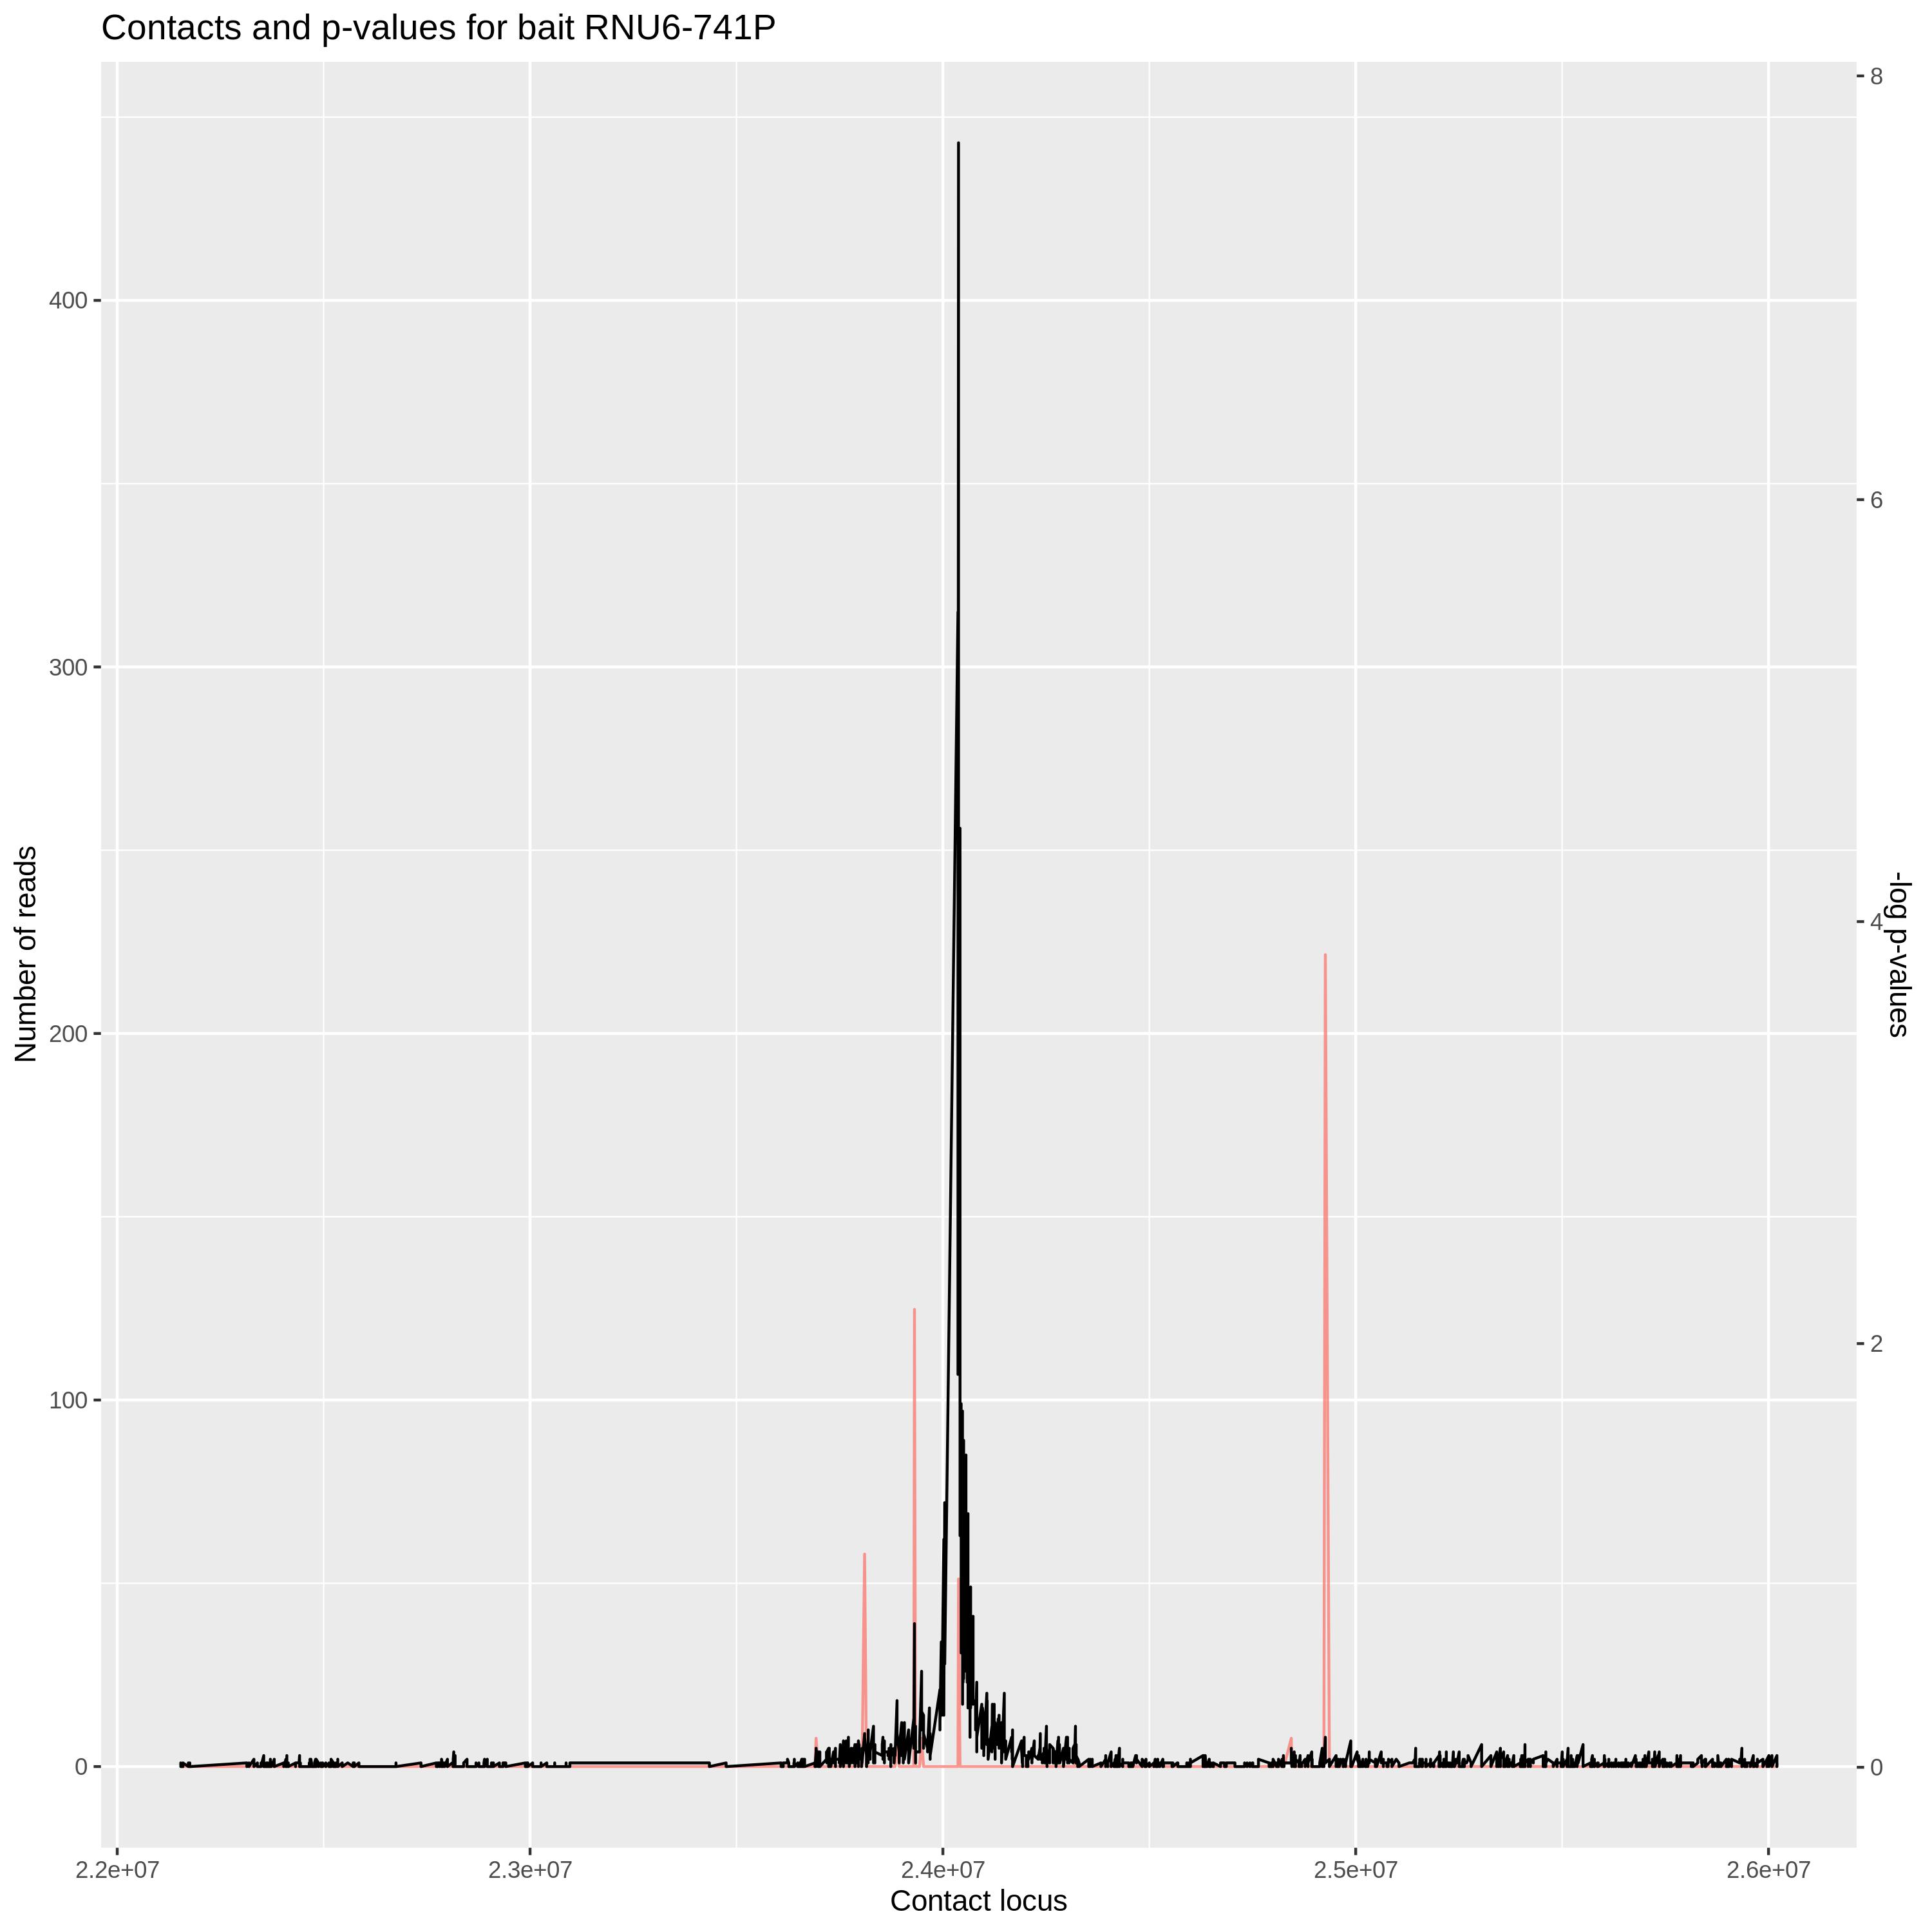 Contacts and p-values for bait RNU6-741P
Number of reads
400
300
200
100
0
8
6
4
2
0
-log p-values
2.2e+07 2.3e+07 2.4e+07 2.5e+07 2.6e+07
Contact locus